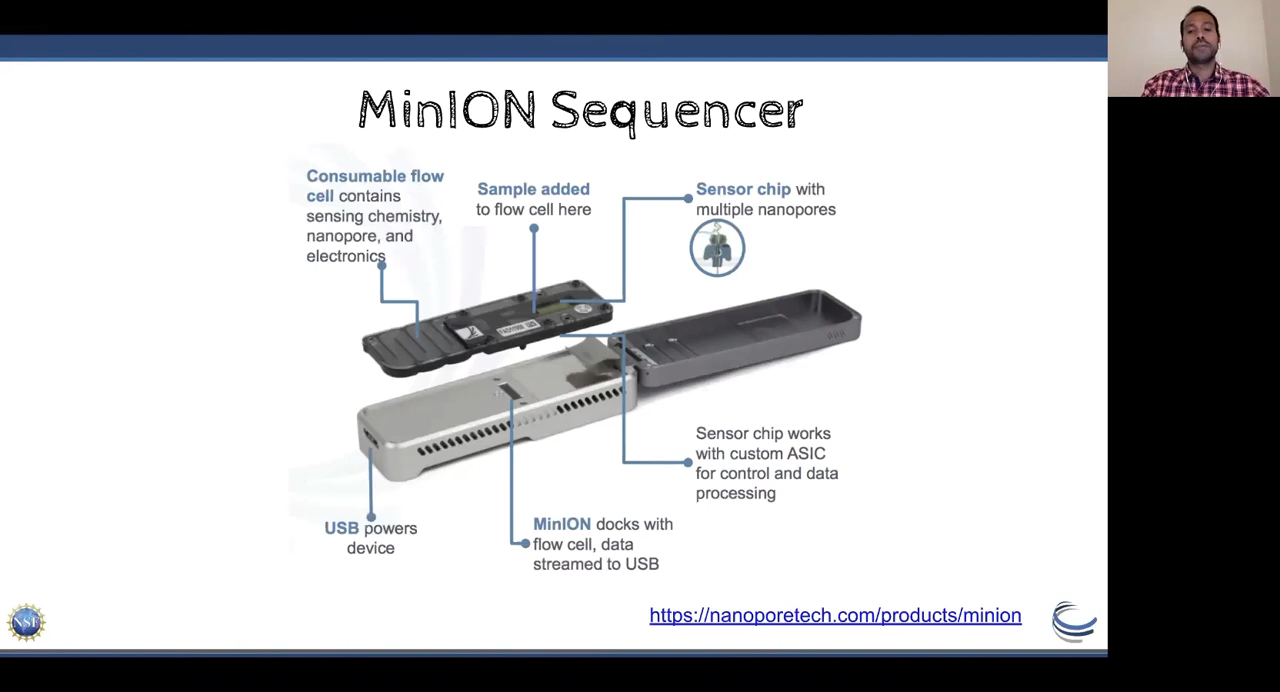 MinION Sequencer
Consumable flow
cell contains
sensing chemistry,
nanopore, and
electronics
Sample added
to flow cell here
Sensor chip with
multiple nanopores
Sensor chip works
with custom ASIC
for control and data
processing
USB powers
device
MinION docks with
flow cell, data
streamed to USB
https://nanoporetech.com/products/minion
NSF